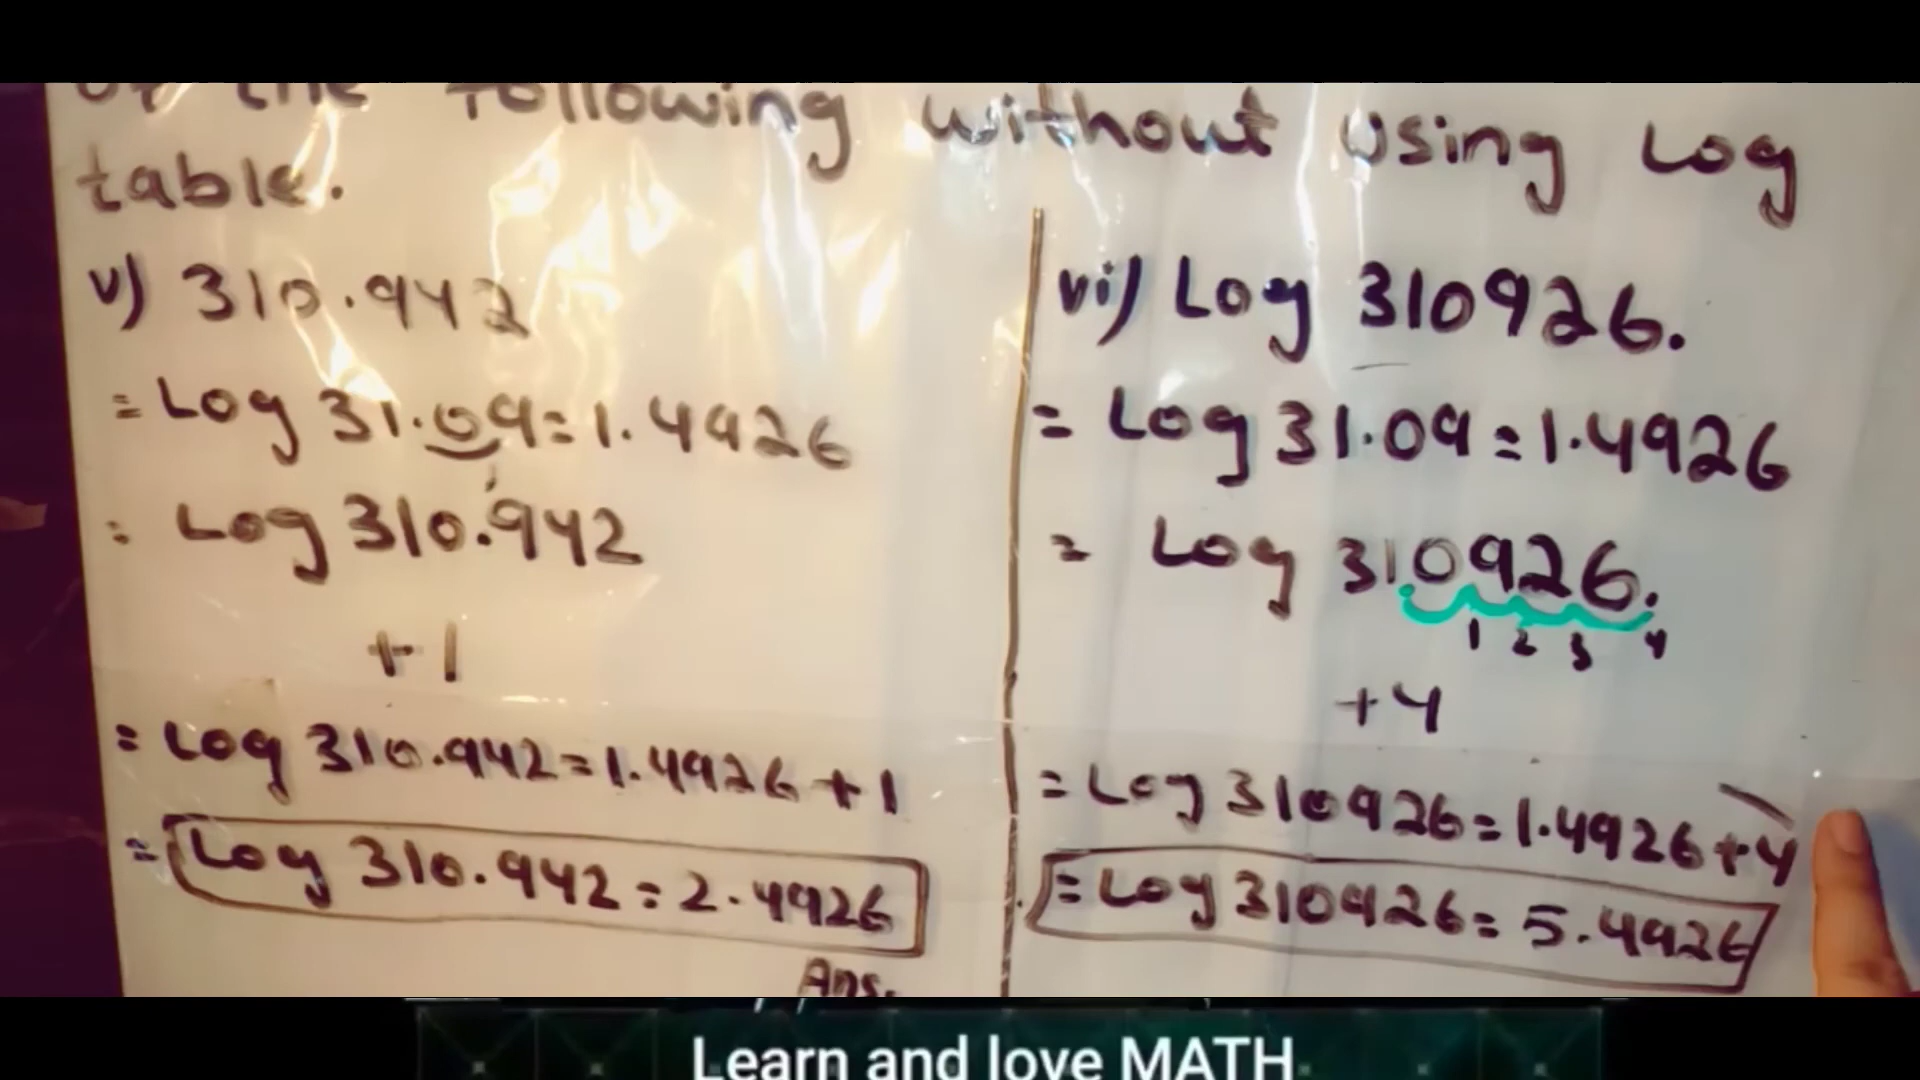 of the following without using Log
table.
v) 310.942
= Log 31.09 = 1.4926
= Log 310.942
+1
= Log 310.942 = 1.4926 + 1
= Log 310.942 = 2.4926
Ans.
vi) Log 310926.
= Log 31.09 = 1.4926
= Log 310926.
1 2 3 4
+4
= Log 310926 = 1.4926 + 4
= Log 310926 = 5.4926
Learn and love MATH